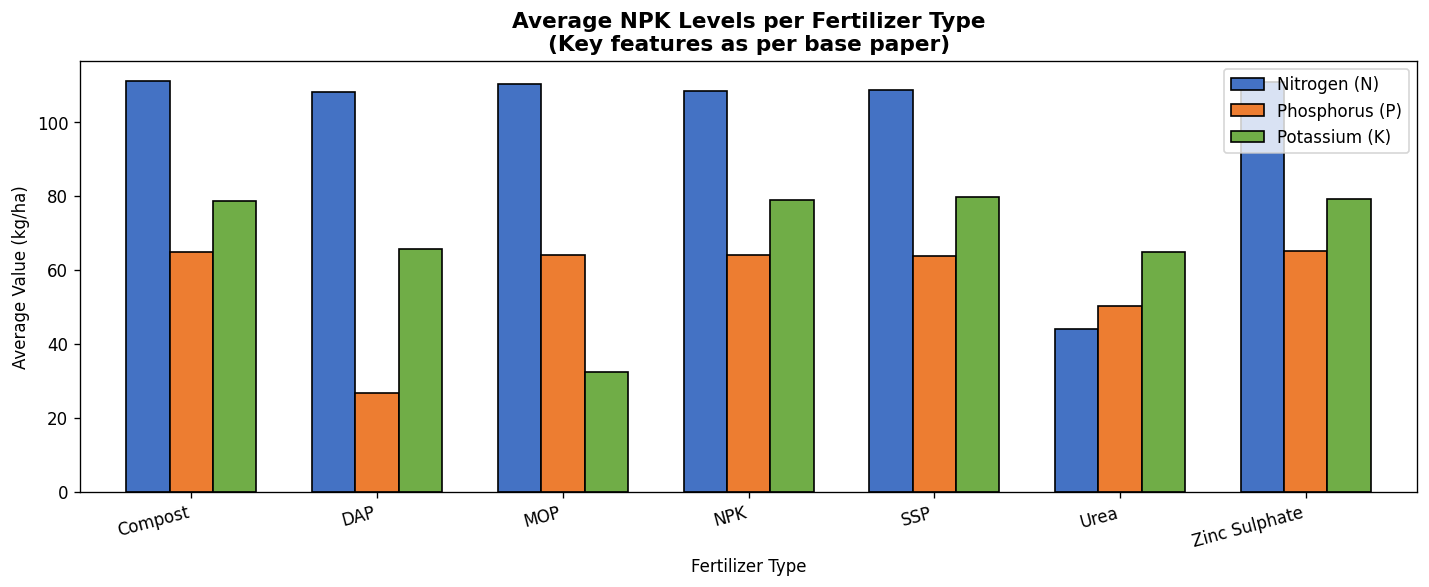 Average NPK Levels per Fertilizer Type
(Key features as per base paper)
Nitrogen (N)
Phosphorus (P)
Potassium (K)
Average Value (kg/ha)
100
80
60
40
20
0
Compost
DAP
MOP
NPK
SSP
Urea
Zinc Sulphate
Fertilizer Type